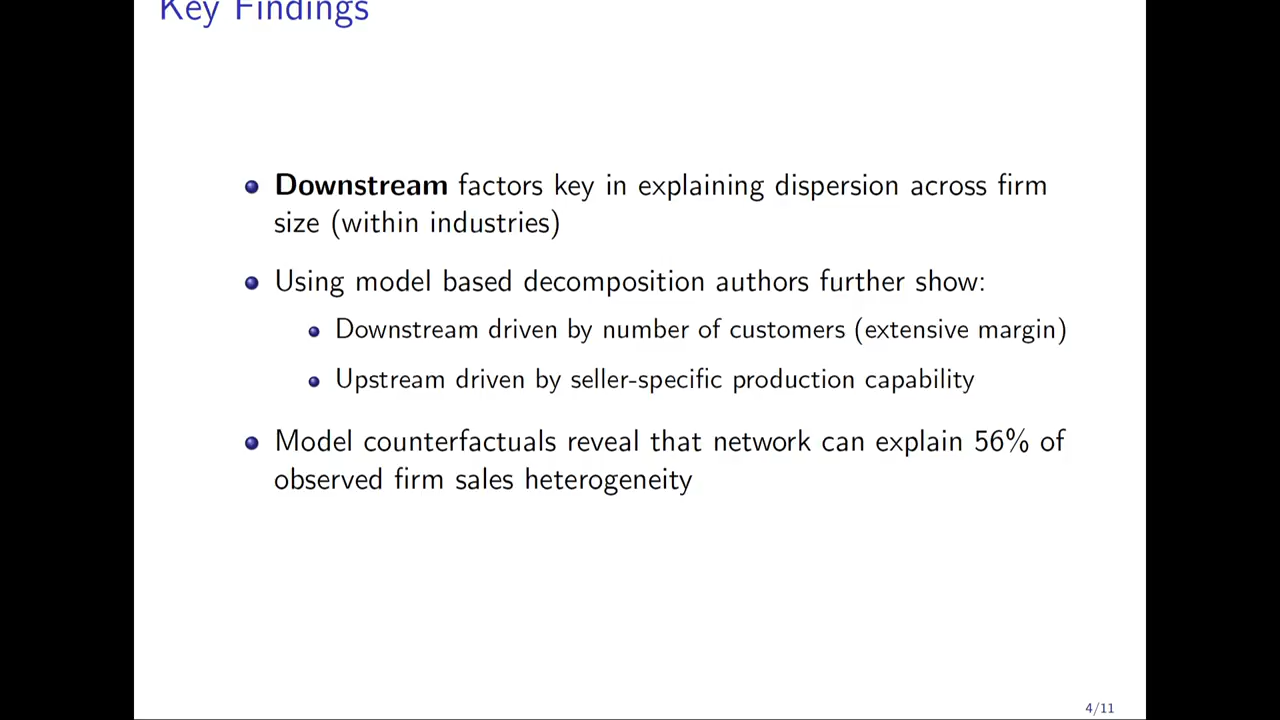 Key Findings
Downstream factors key in explaining dispersion across firm
size (within industries)
Using model based decomposition authors further show:
Downstream driven by number of customers (extensive margin)
Upstream driven by seller-specific production capability
Model counterfactuals reveal that network can explain 56% of
observed firm sales heterogeneity
4/11